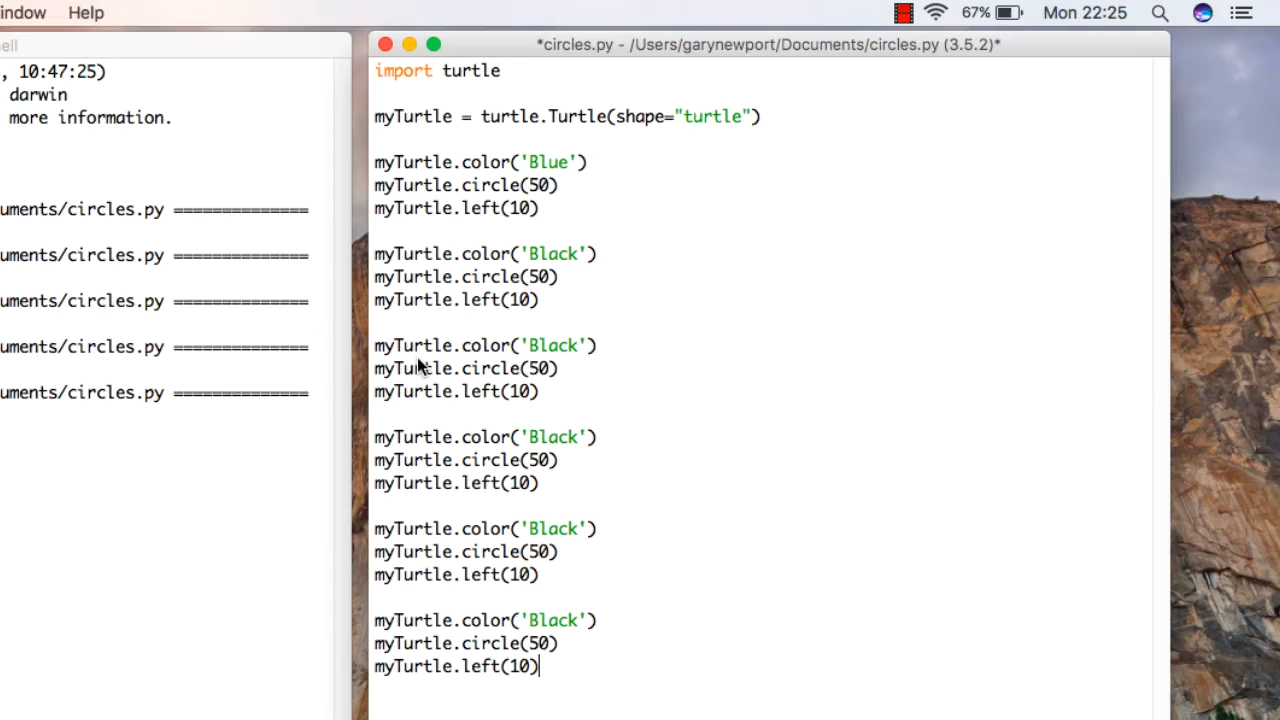 indow Help 67% Mon 22:25
ell
*circles.py - /Users/garynewport/Documents/circles.py (3.5.2)*
, 10:47:25)
darwin
more information.
uments/circles.py ==============
uments/circles.py ==============
uments/circles.py ==============
uments/circles.py ==============
uments/circles.py ==============
import turtle
myTurtle = turtle.Turtle(shape="turtle")
myTurtle.color('Blue')
myTurtle.circle(50)
myTurtle.left(10)
myTurtle.color('Black')
myTurtle.circle(50)
myTurtle.left(10)
myTurtle.color('Black')
myTurtle.circle(50)
myTurtle.left(10)
myTurtle.color('Black')
myTurtle.circle(50)
myTurtle.left(10)
myTurtle.color('Black')
myTurtle.circle(50)
myTurtle.left(10)
myTurtle.color('Black')
myTurtle.circle(50)
myTurtle.left(10)